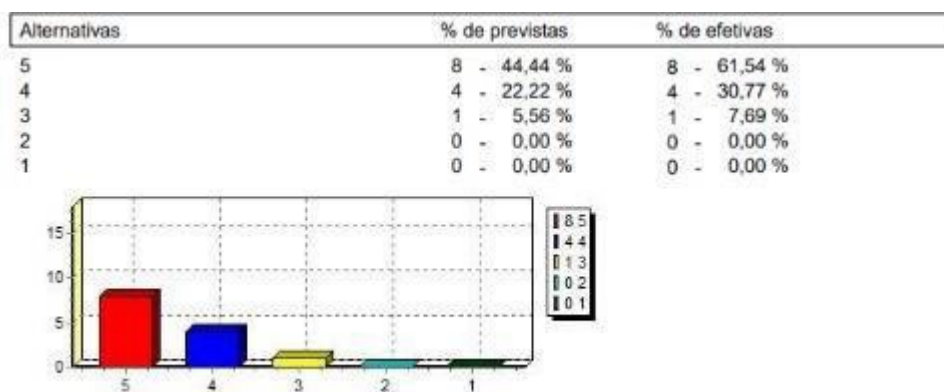 Alternativas % de previstas % de efetivas
5 8 - 44,44 % 8 - 61,54 %
4 4 - 22,22 % 4 - 30,77 %
3 1 - 5,56 % 1 - 7,69 %
2 0 - 0,00 % 0 - 0,00 %
1 0 - 0,00 % 0 - 0,00 %
15
10
5
0
5 4 3 2 1
8 5
4 4
1 3
0 2
0 1